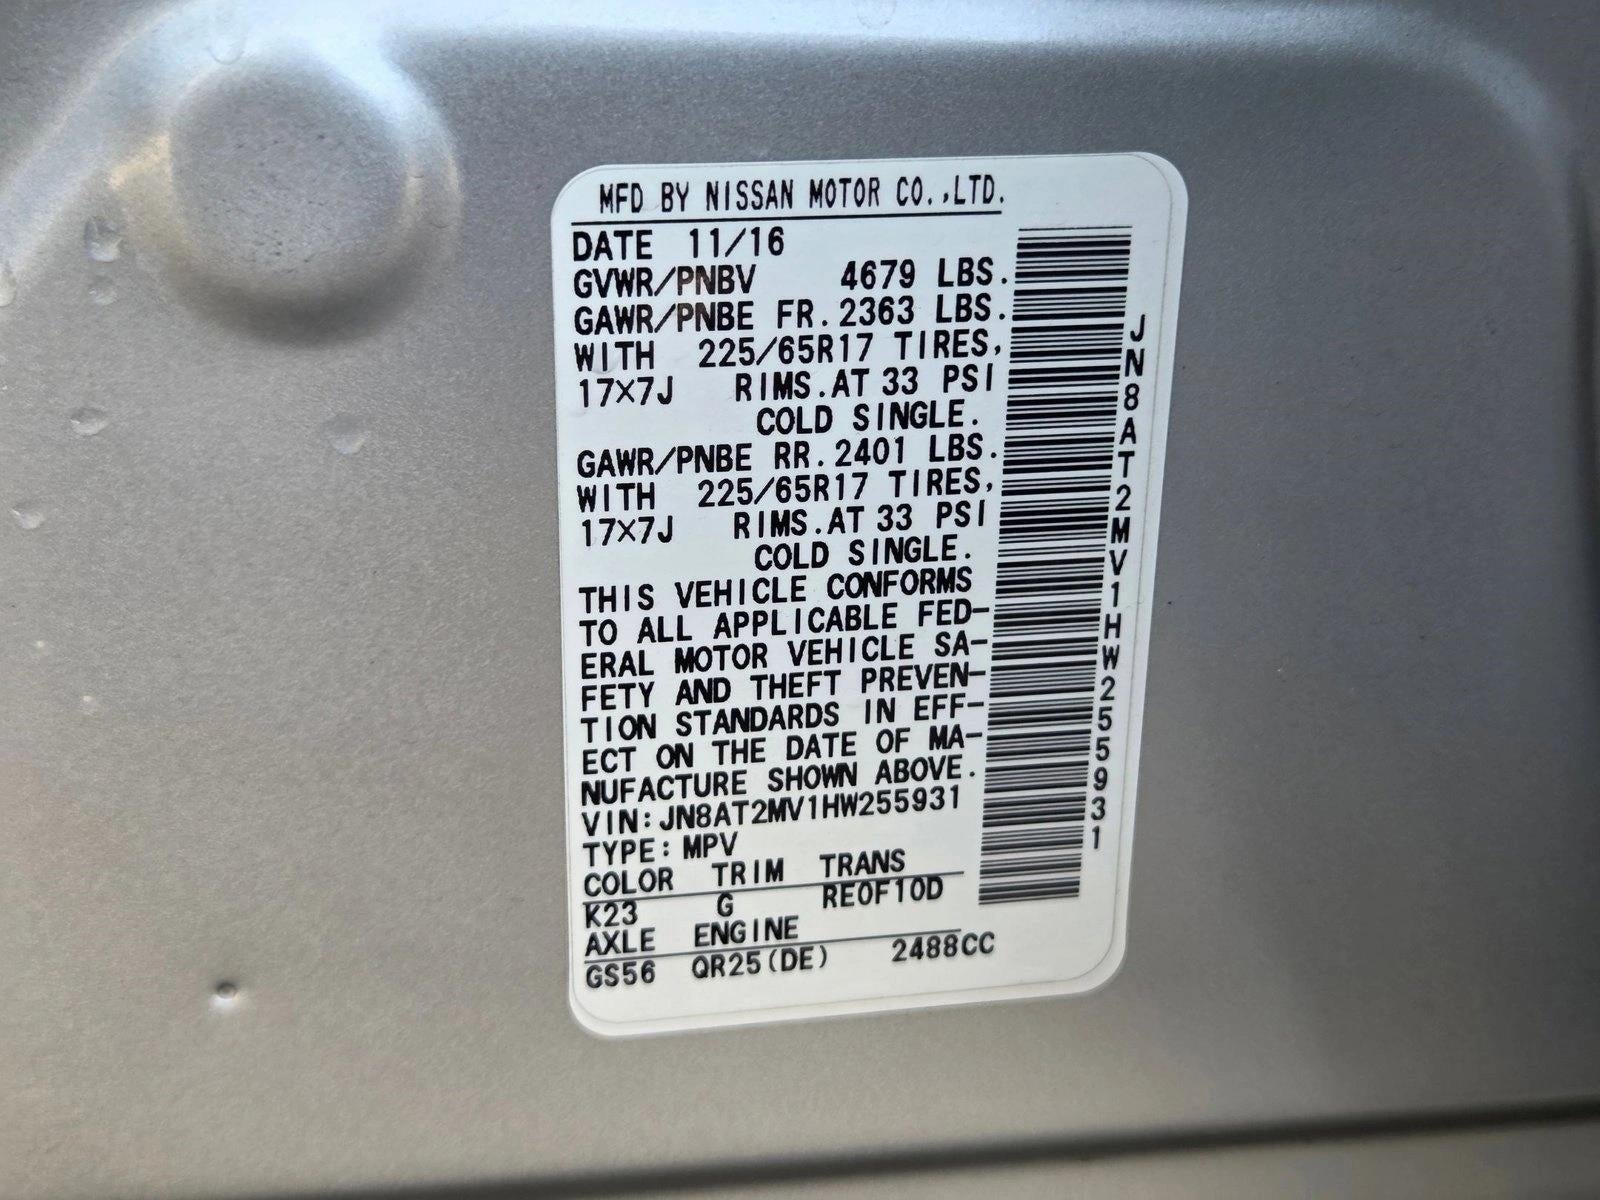 MFD BY NISSAN MOTOR CO.,LTD.
DATE 11/16
GVWR/PNBV 4679 LBS.
GAWR/PNBE FR.2363 LBS.
WITH 225/65R17 TIRES,
17X7J RIMS.AT 33 PSI
COLD SINGLE.
GAWR/PNBE RR.2401 LBS.
WITH 225/65R17 TIRES,
17X7J RIMS.AT 33 PSI
COLD SINGLE.
THIS VEHICLE CONFORMS
TO ALL APPLICABLE FED-
ERAL MOTOR VEHICLE SA-
FETY AND THEFT PREVEN-
TION STANDARDS IN EFF-
ECT ON THE DATE OF MA-
NUFACTURE SHOWN ABOVE.
VIN:JN8AT2MV1HW255931
TYPE:MPV
COLOR TRIM TRANS
K23 G RE0F10D
AXLE ENGINE
GS56 QR25(DE) 2488CC
JN8AT2MV1HW255931